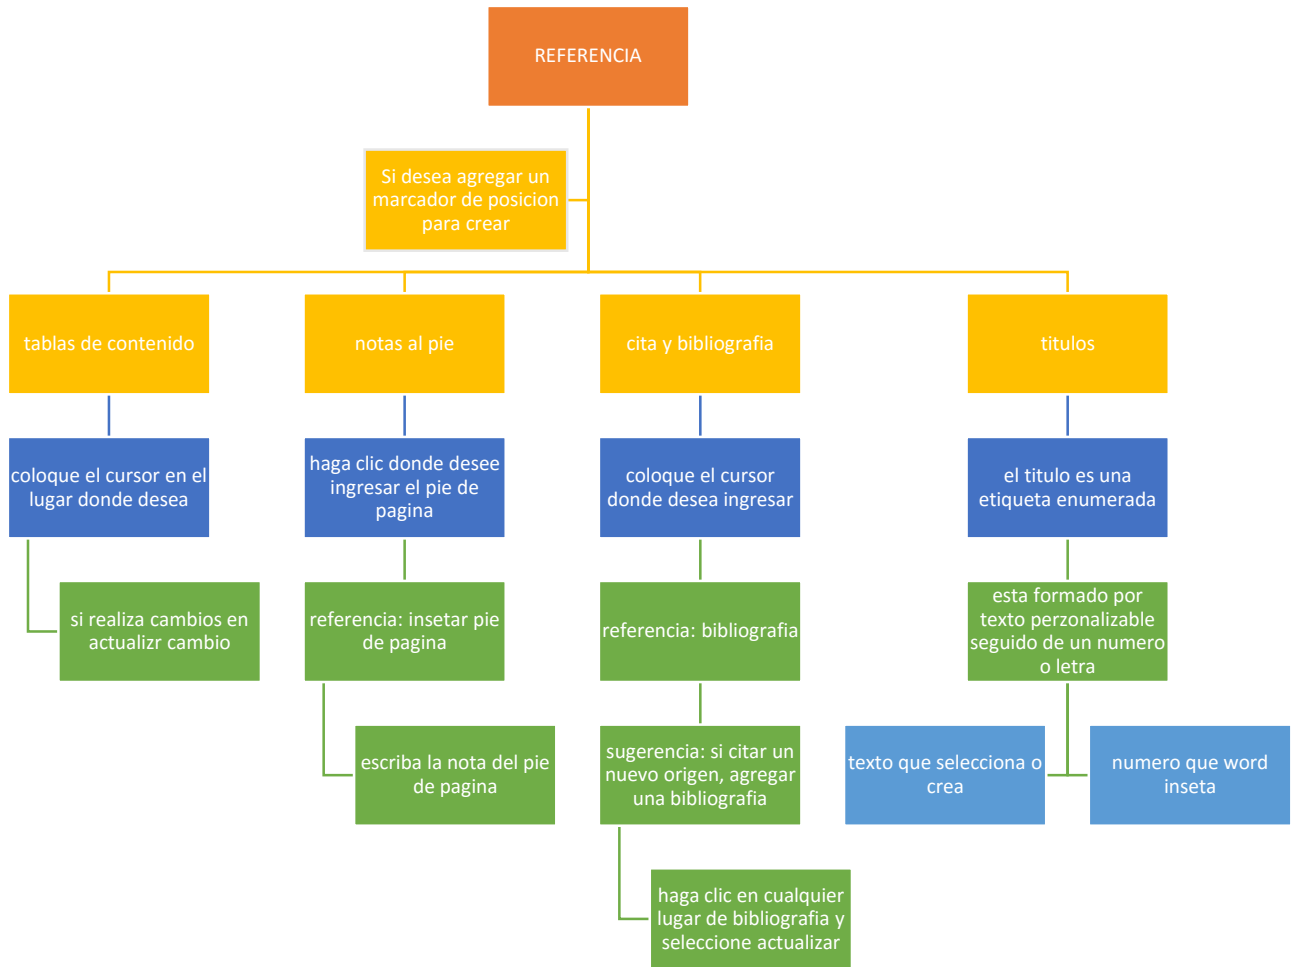 REFERENCIA
Si desea agregar un
marcador de posicion
para crear
tablas de contenido
notas al pie
cita y bibliografia
titulos
coloque el cursor en el
lugar donde desea
haga clic donde desee
ingresar el pie de
pagina
coloque el cursor
donde desea ingresar
el titulo es una
etiqueta enumerada
si realiza cambios en
actualizr cambio
referencia: insetar pie
de pagina
referencia: bibliografia
esta formado por
texto perzonalizable
seguido de un numero
o letra
escriba la nota del pie
de pagina
sugerencia: si citar un
nuevo origen, agregar
una bibliografia
texto que selecciona o
crea
numero que word
inseta
haga clic en cualquier
lugar de bibliografia y
seleccione actualizar